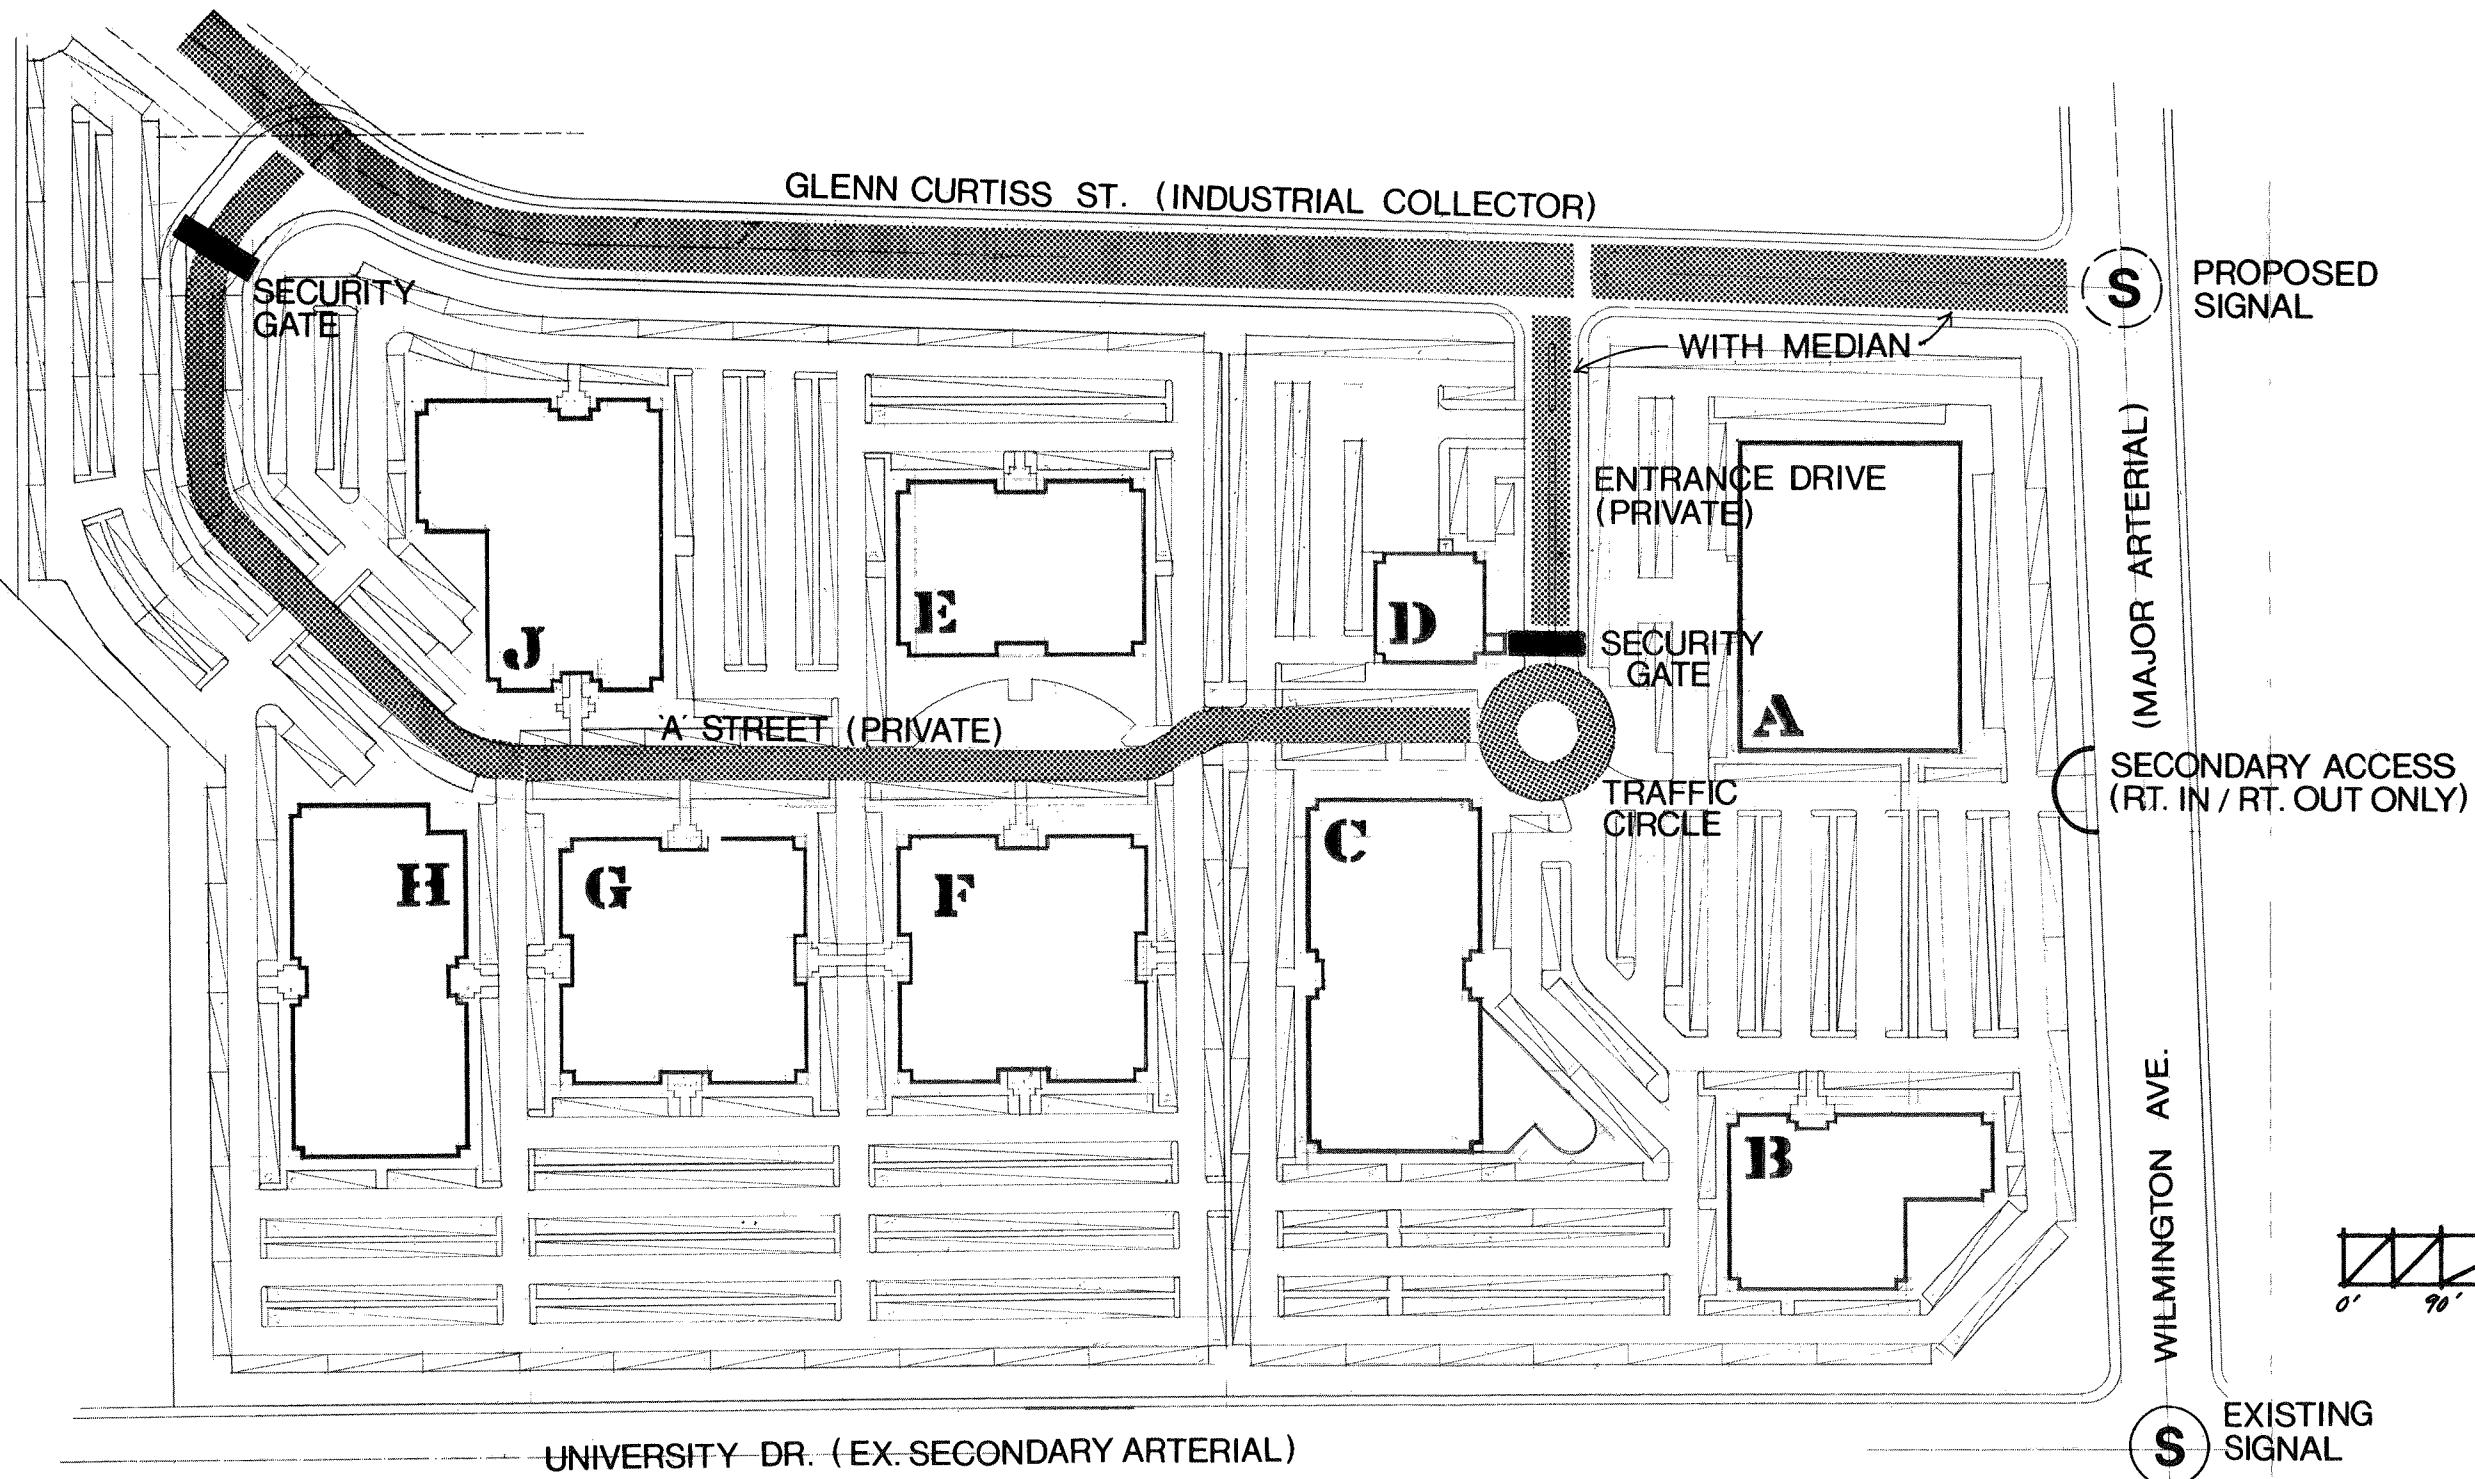 GLENN CURTISS ST. (INDUSTRIAL COLLECTOR)
S
PROPOSED
SIGNAL
SECURITY
GATE
WITH MEDIAN
(MAJOR ARTERIAL)
ENTRANCE DRIVE
(PRIVATE)
J
E
D
A
SECURITY
GATE
'A' STREET (PRIVATE)
SECONDARY ACCESS
(RT. IN / RT. OUT ONLY)
TRAFFIC
CIRCLE
H
G
F
C
B
WILMINGTON AVE.
0' 90'
UNIVERSITY DR. (EX. SECONDARY ARTERIAL)
S
EXISTING
SIGNAL